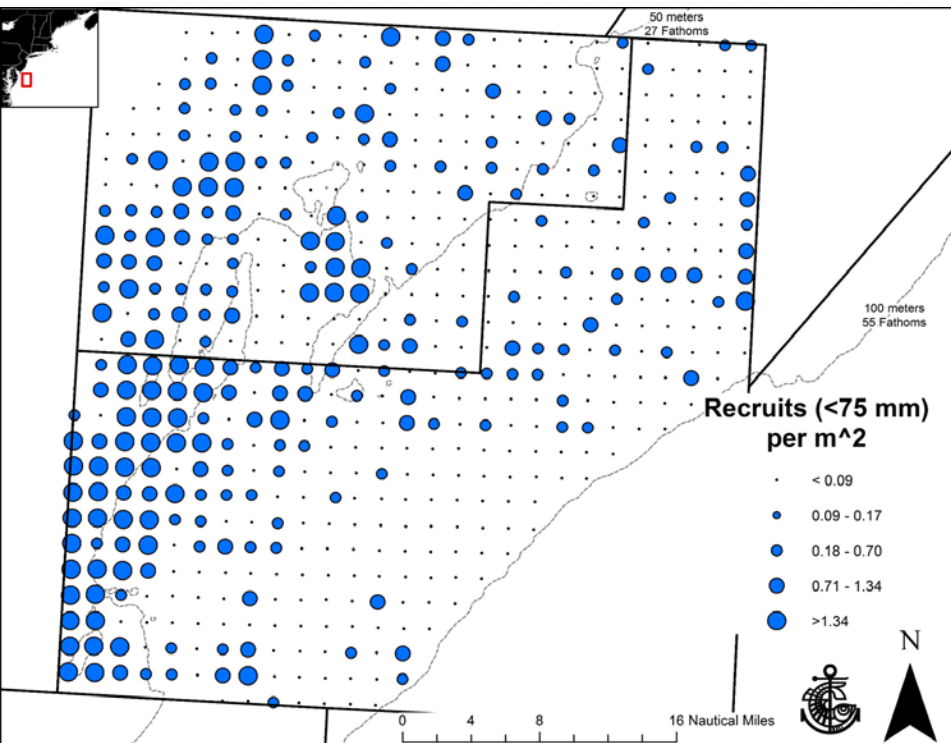 50 meters
27 Fathoms
100 meters
55 Fathoms
Recruits (<75 mm)
per m^2
< 0.09
0.09 - 0.17
0.18 - 0.70
0.71 - 1.34
>1.34
N
0 4 8 16 Nautical Miles